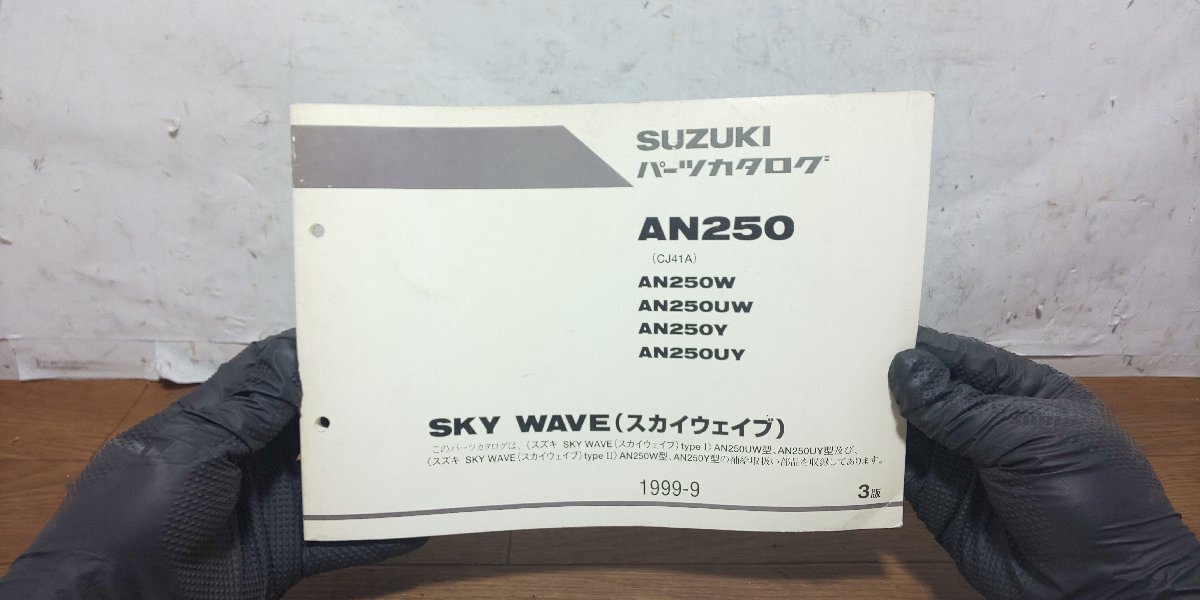 SUZUKI
パーツカタログ
AN250
(CJ41A)
AN250W
AN250UW
AN250Y
AN250UY
SKY WAVE(スカイウェイブ)
このパーツカタログは、《スズキ SKY WAVE(スカイウェイブ)type I》AN250UW型、AN250UY型及び、
《スズキ SKY WAVE(スカイウェイブ)type II》AN250W型、AN250Y型の補給取扱い部品を収録してあります。
1999-9
3版